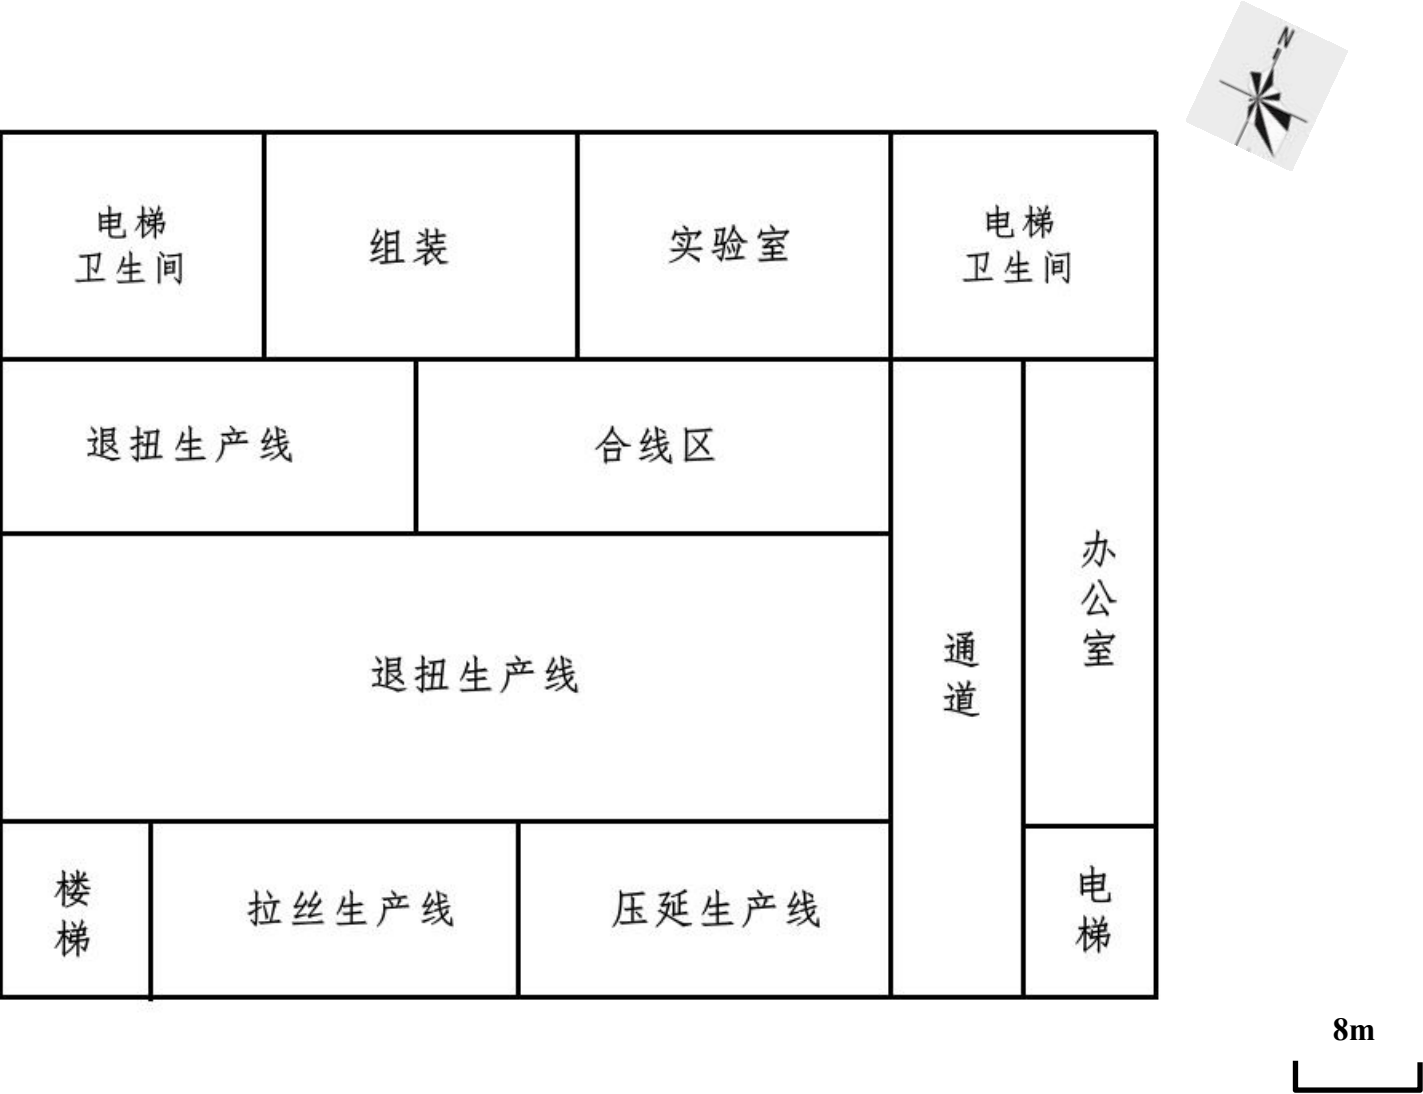 N
电梯
卫生间
组装
实验室
电梯
卫生间
退扭生产线
合线区
退扭生产线
通道
办公室
楼梯
拉丝生产线
压延生产线
电梯
8m